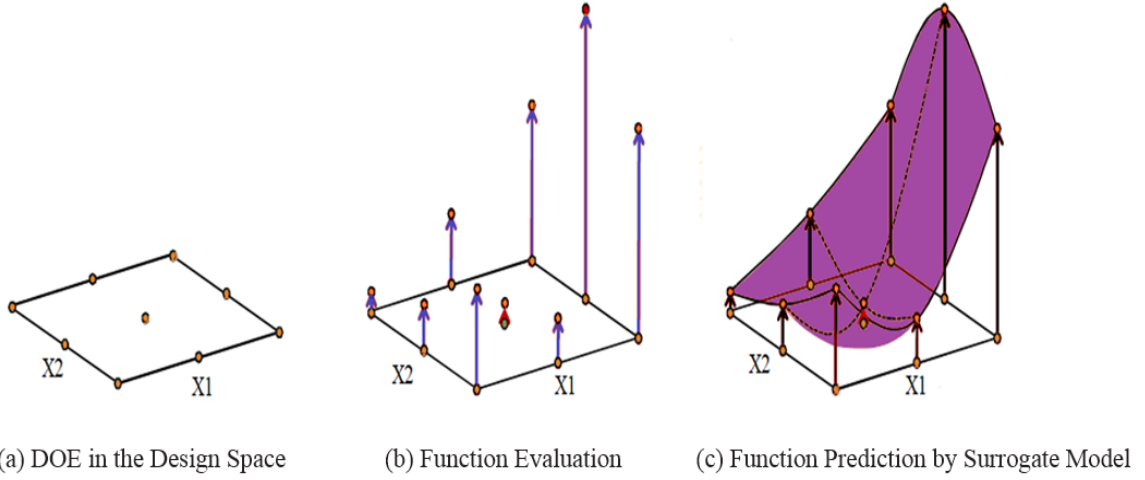 X2
X1
X2
X1
X2
X1
(a) DOE in the Design Space
(b) Function Evaluation
(c) Function Prediction by Surrogate Model